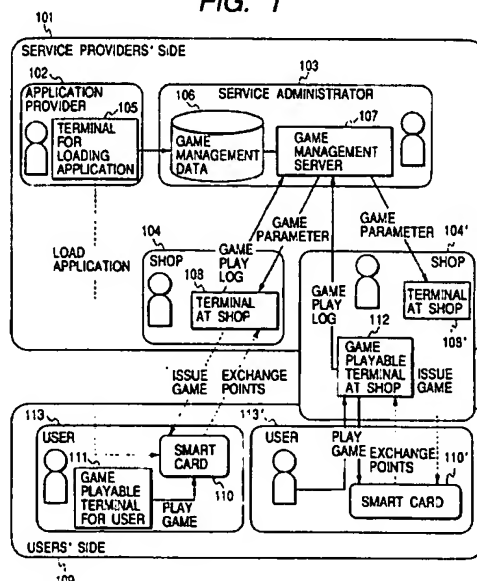 FIG. 1
101
SERVICE PROVIDERS' SIDE
102
APPLICATION
PROVIDER
105
TERMINAL
FOR
LOADING
APPLICATION
103
SERVICE ADMINISTRATOR
106
GAME
MANAGEMENT
DATA
107
GAME
MANAGEMENT
SERVER
LOAD
APPLICATION
104
SHOP
108
TERMINAL
AT SHOP
GAME
PLAY
LOG
GAME
PARAMETER
GAME
PARAMETER
104'
SHOP
GAME
PLAY
LOG
TERMINAL
AT SHOP
108'
112
GAME
PLAYABLE
TERMINAL
AT SHOP
ISSUE
GAME
ISSUE
GAME
EXCHANGE
POINTS
113
USER
111
GAME
PLAYABLE
TERMINAL
FOR USER
PLAY
GAME
SMART
CARD
110
113'
USER
PLAY
GAME
EXCHANGE
POINTS
110'
SMART CARD
USERS' SIDE
109